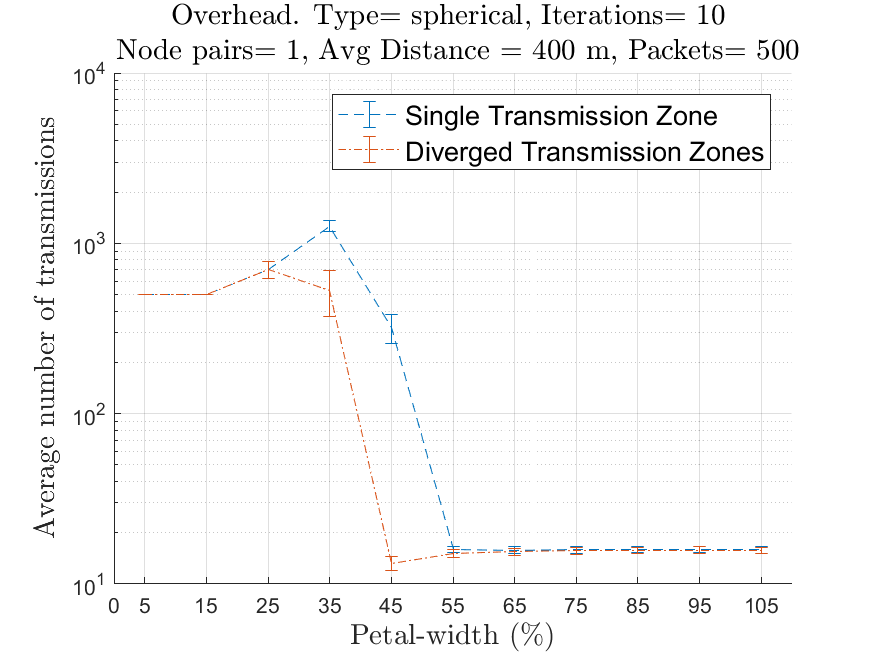 Overhead. Type= spherical, Iterations= 10
Node pairs= 1, Avg Distance = 400 m, Packets= 500
10^4
Single Transmission Zone
Diverged Transmission Zones
10^3
10^2
10^1
Average number of transmissions
0 5 15 25 35 45 55 65 75 85 95 105
Petal-width (%)